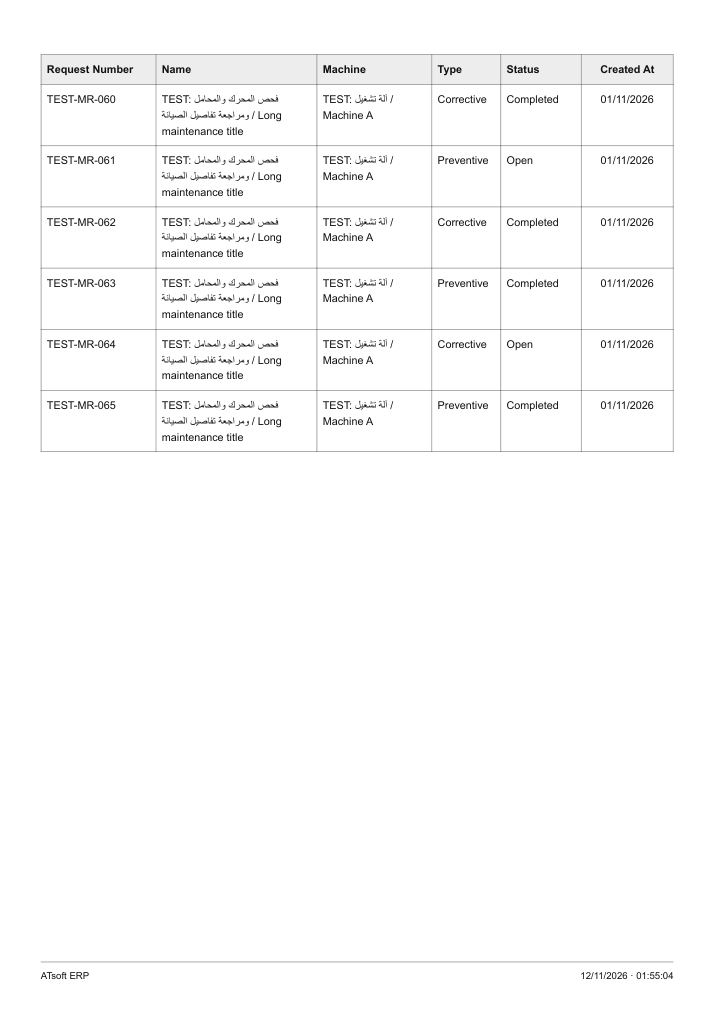 Request Number Name Machine Type Status Created At
TEST-MR-060 TEST: فحص المحرك والمحامل TEST: آلة تشغيل / Corrective Completed 01/11/2026
ومراجعة تفاصيل الصيانة / Long Machine A
maintenance title
TEST-MR-061 TEST: فحص المحرك والمحامل TEST: آلة تشغيل / Preventive Open 01/11/2026
ومراجعة تفاصيل الصيانة / Long Machine A
maintenance title
TEST-MR-062 TEST: فحص المحرك والمحامل TEST: آلة تشغيل / Corrective Completed 01/11/2026
ومراجعة تفاصيل الصيانة / Long Machine A
maintenance title
TEST-MR-063 TEST: فحص المحرك والمحامل TEST: آلة تشغيل / Preventive Completed 01/11/2026
ومراجعة تفاصيل الصيانة / Long Machine A
maintenance title
TEST-MR-064 TEST: فحص المحرك والمحامل TEST: آلة تشغيل / Corrective Open 01/11/2026
ومراجعة تفاصيل الصيانة / Long Machine A
maintenance title
TEST-MR-065 TEST: فحص المحرك والمحامل TEST: آلة تشغيل / Preventive Completed 01/11/2026
ومراجعة تفاصيل الصيانة / Long Machine A
maintenance title
ATsoft ERP 12/11/2026 · 01:55:04